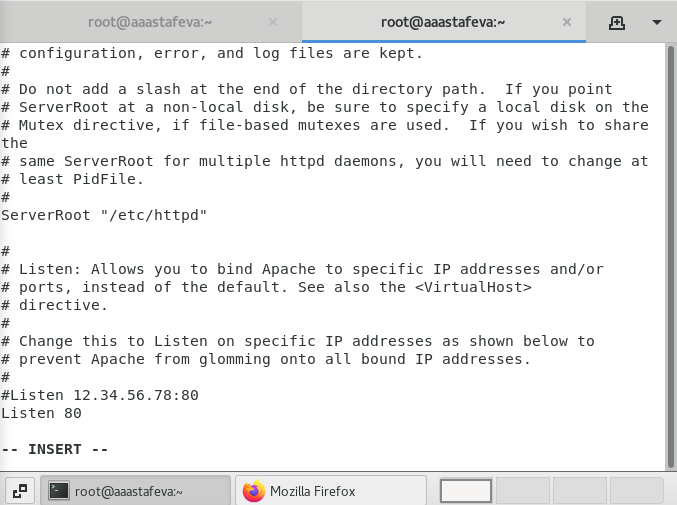 root@aaastafeva:~
root@aaastafeva:~
# configuration, error, and log files are kept.
#
# Do not add a slash at the end of the directory path.  If you point
# ServerRoot at a non-local disk, be sure to specify a local disk on the
# Mutex directive, if file-based mutexes are used.  If you wish to share
the
# same ServerRoot for multiple httpd daemons, you will need to change at
# least PidFile.
#
ServerRoot "/etc/httpd"
#
# Listen: Allows you to bind Apache to specific IP addresses and/or
# ports, instead of the default. See also the <VirtualHost>
# directive.
#
# Change this to Listen on specific IP addresses as shown below to
# prevent Apache from glomming onto all bound IP addresses.
#
#Listen 12.34.56.78:80
Listen 80
-- INSERT --
root@aaastafeva:~
Mozilla Firefox